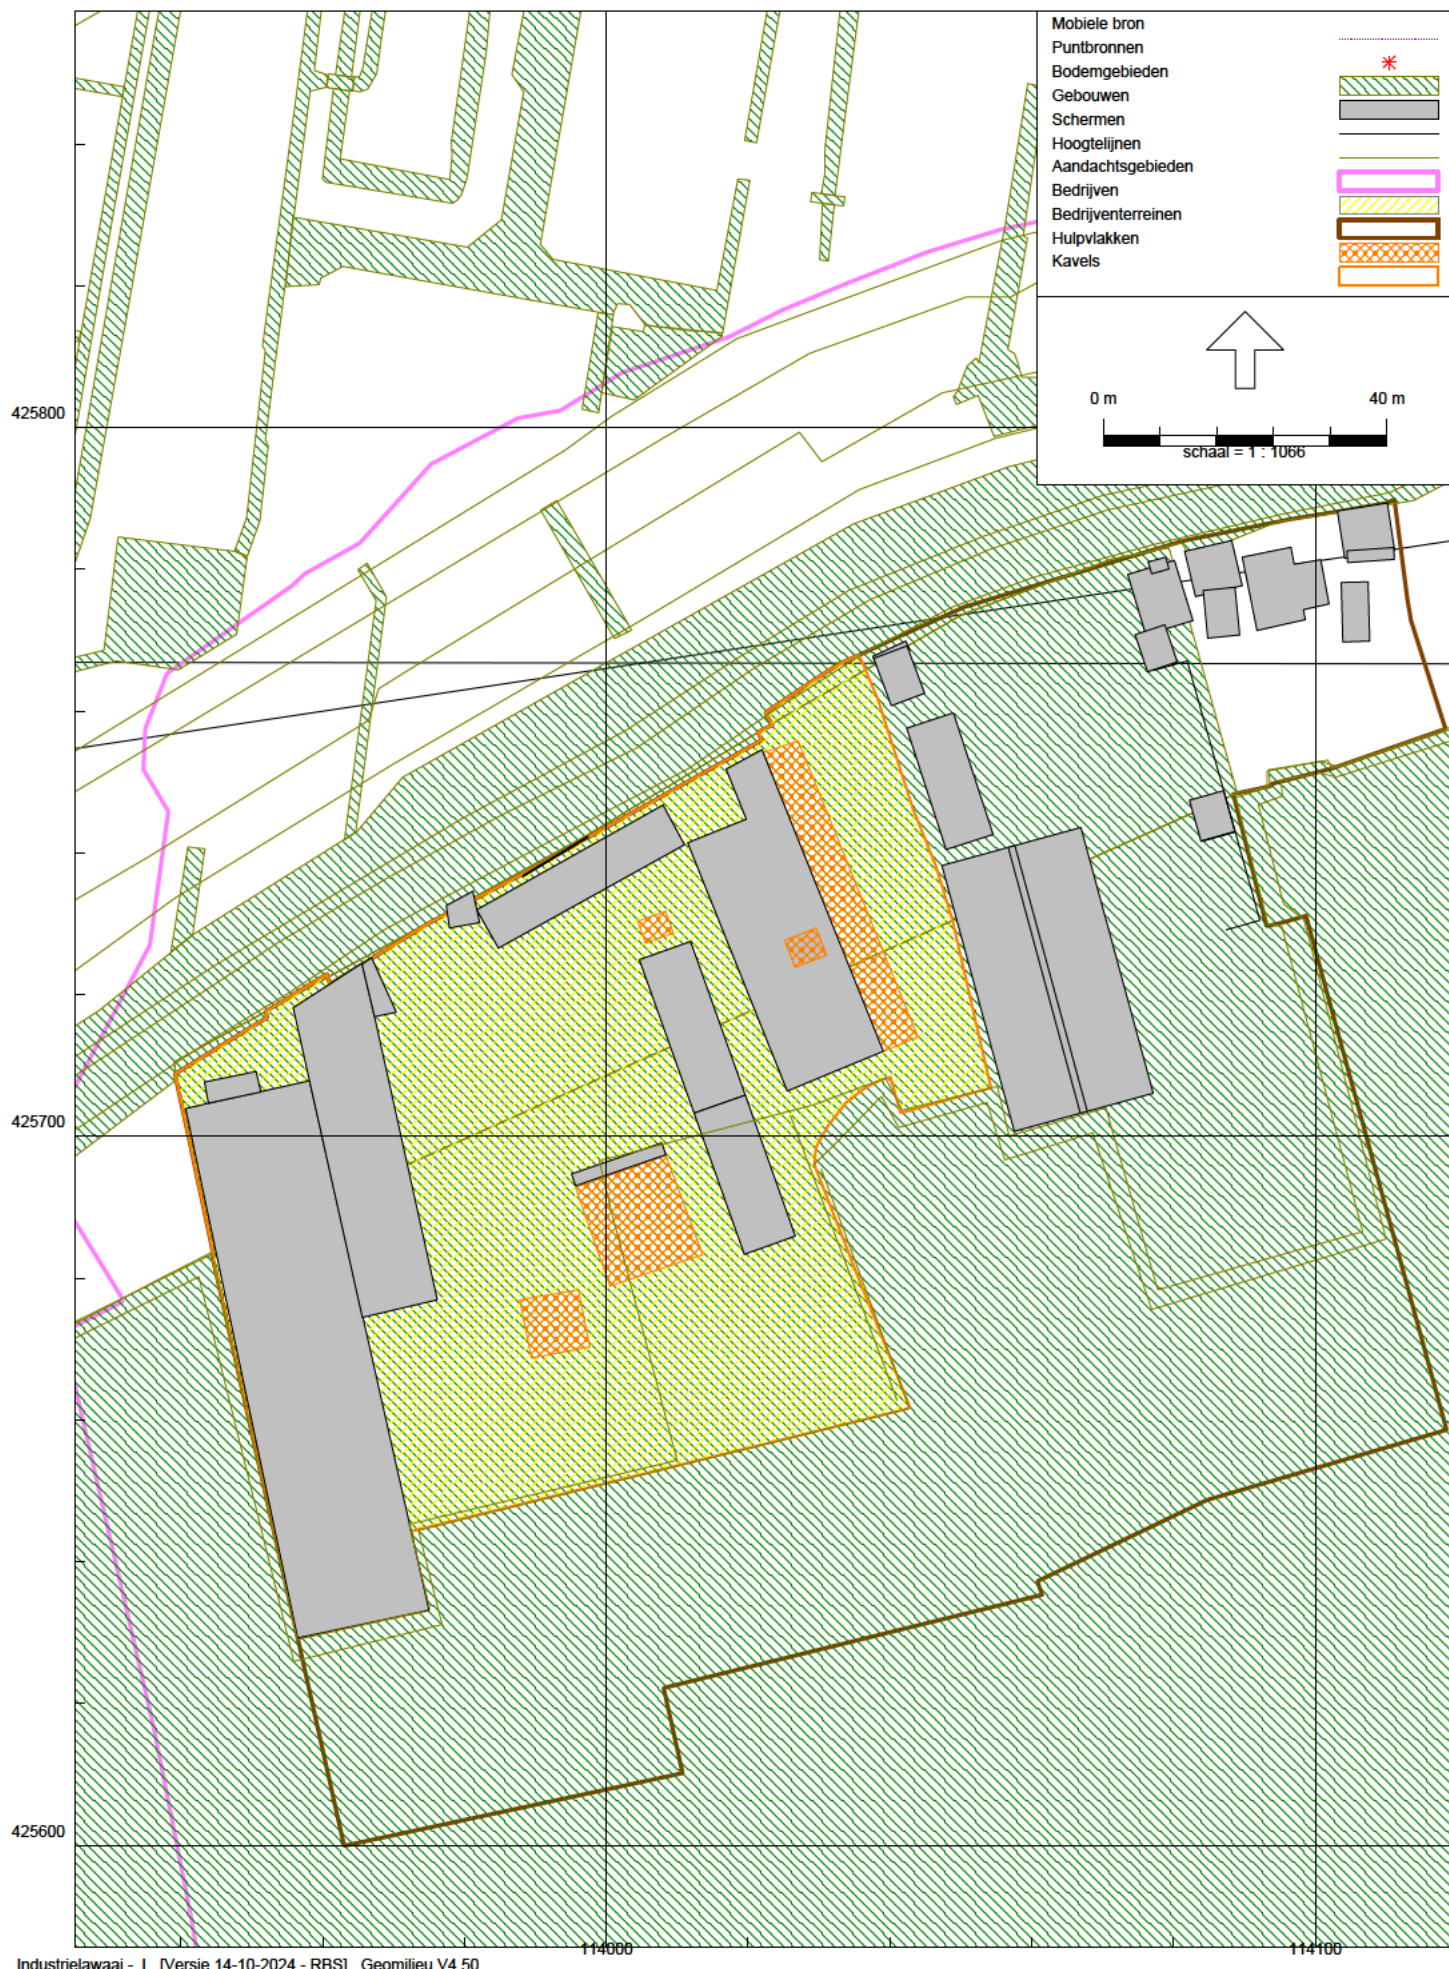 Mobiele bron
Puntbronnen
Bodemgebieden
Gebouwen
Schermen
Hoogtelijnen
Aandachtsgebieden
Bedrijven
Bedrijventerreinen
Hulpvlakken
Kavels
0 m 40 m
schaal = 1 : 1066
425800
425700
425600
114000 114100
Industrielawaai - L [Versie 14-10-2024 - RBS] Geomilieu V4.50